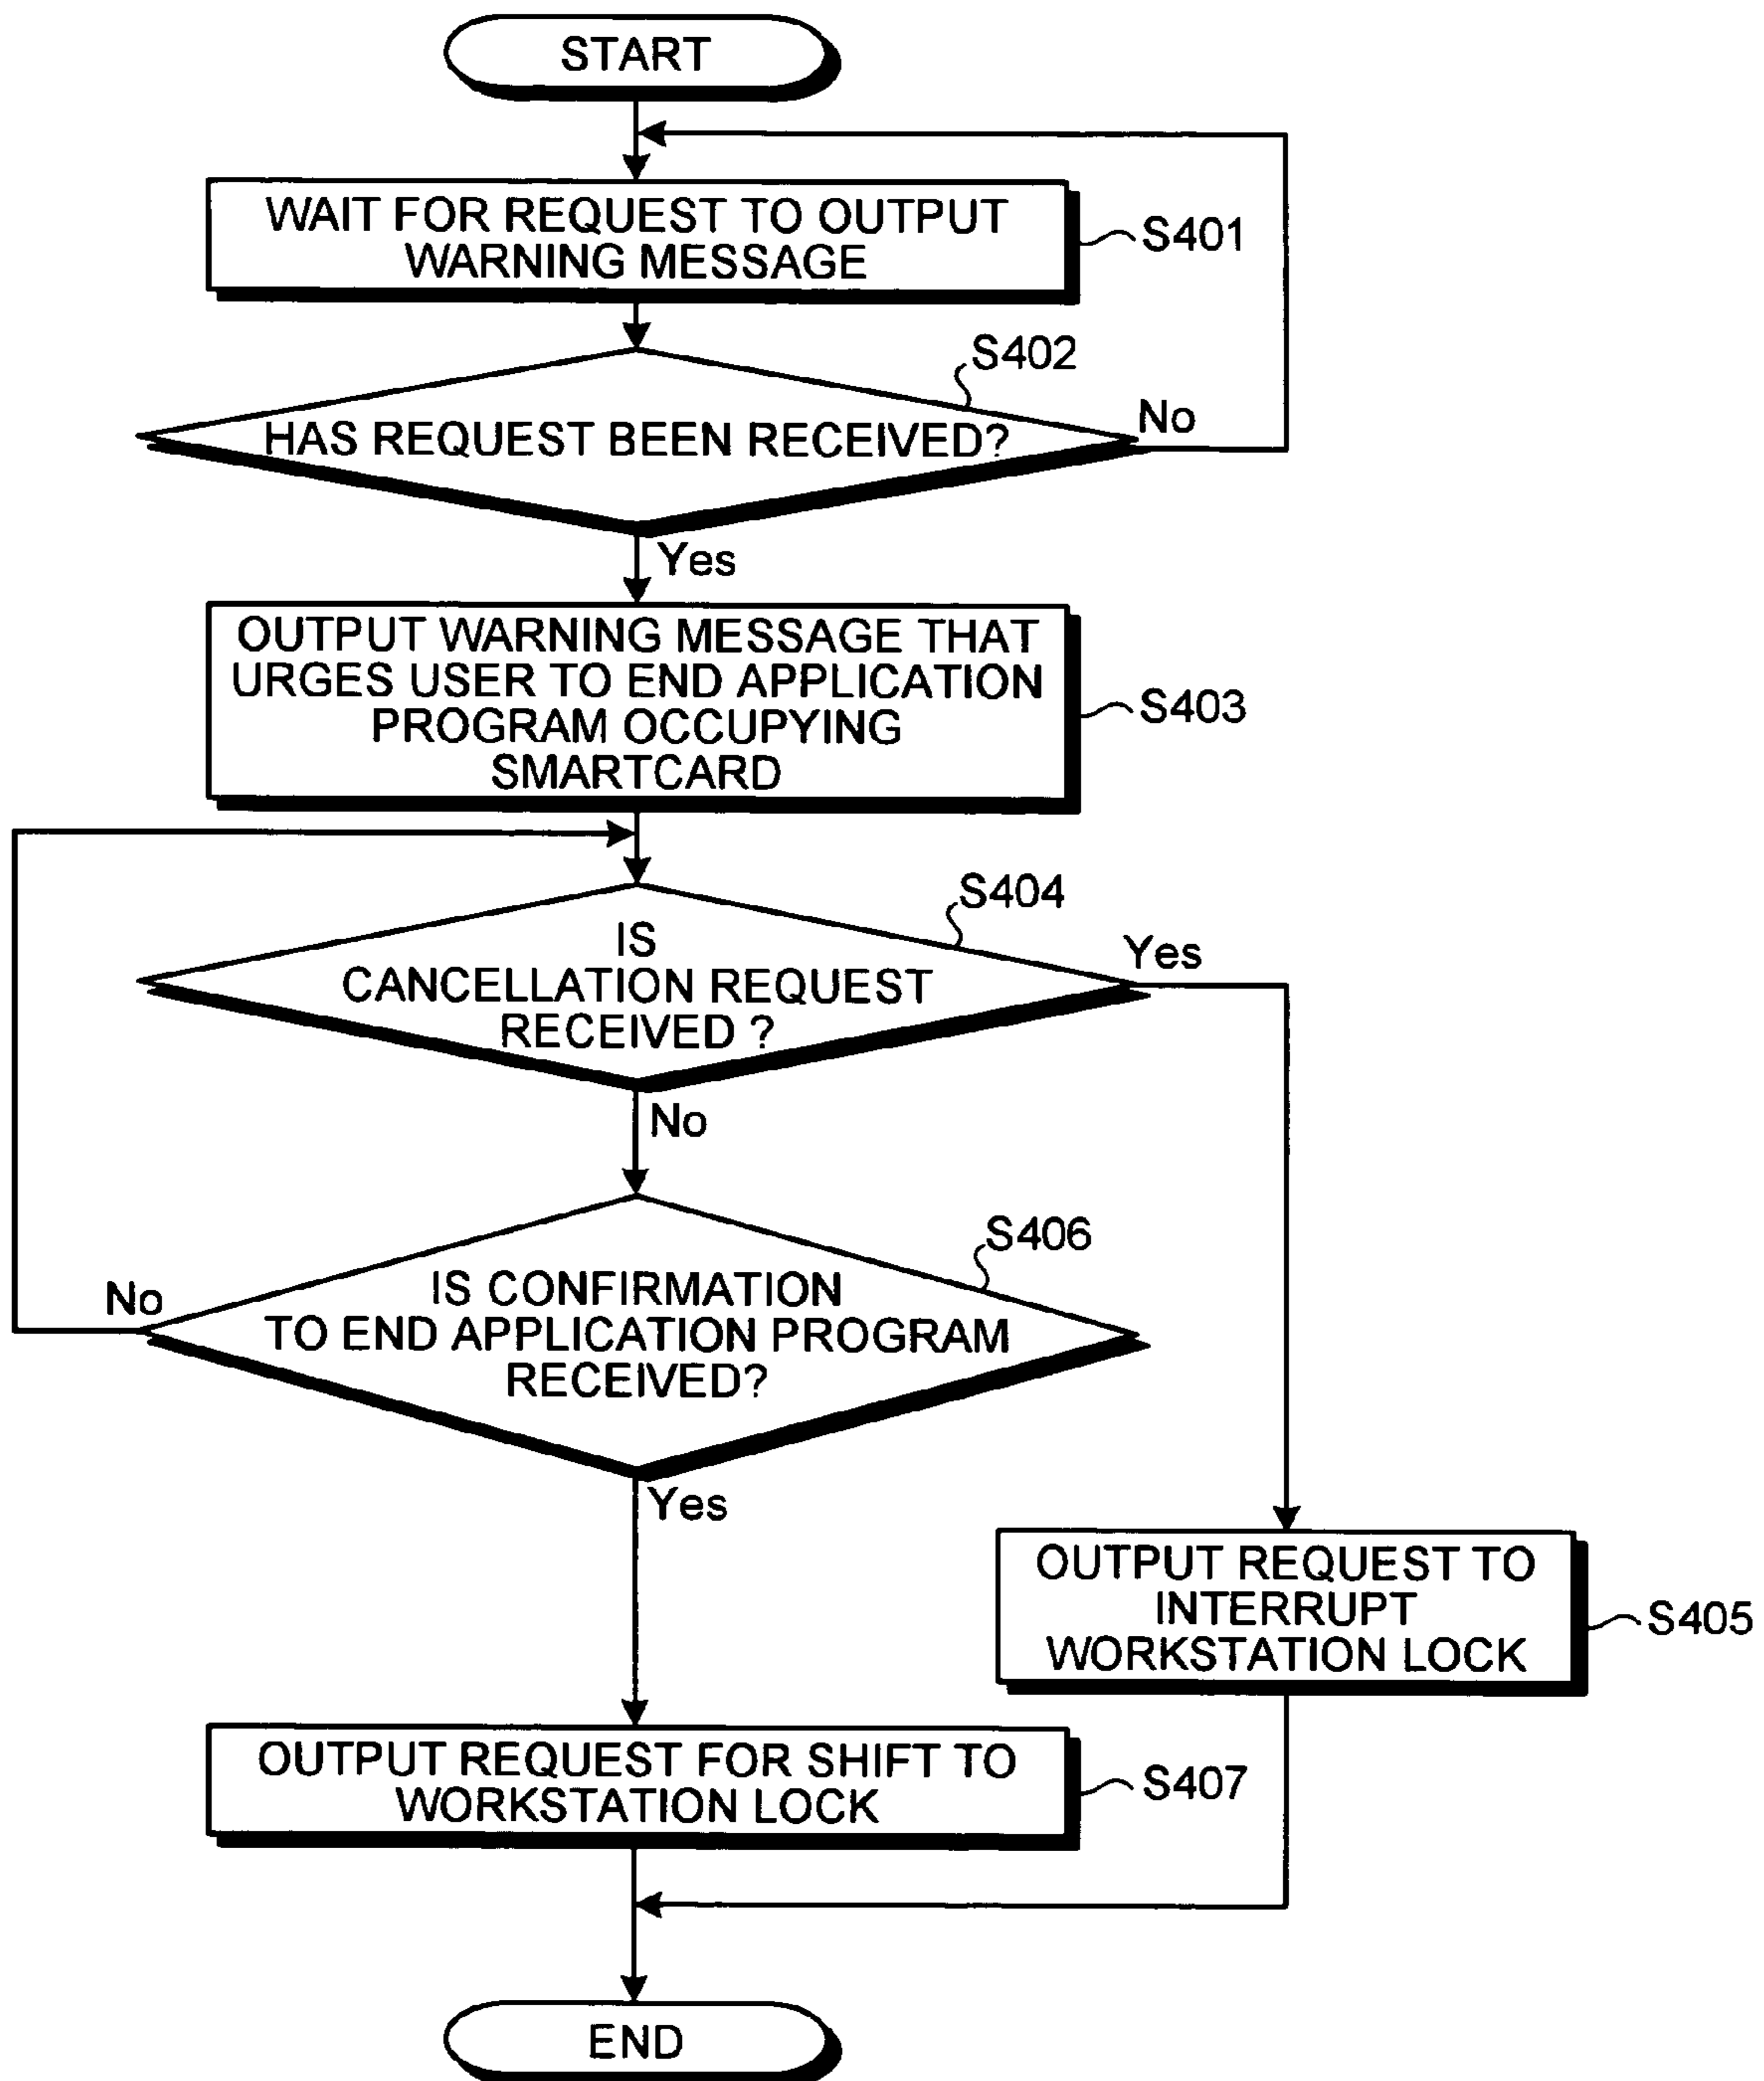 START
WAIT FOR REQUEST TO OUTPUT
WARNING MESSAGE
S401
S402
HAS REQUEST BEEN RECEIVED?
No
Yes
OUTPUT WARNING MESSAGE THAT
URGES USER TO END APPLICATION
PROGRAM OCCUPYING
SMARTCARD
S403
S404
IS
CANCELLATION REQUEST
RECEIVED ?
Yes
No
S406
IS CONFIRMATION
TO END APPLICATION PROGRAM
RECEIVED?
No
Yes
OUTPUT REQUEST TO
INTERRUPT
WORKSTATION LOCK
S405
OUTPUT REQUEST FOR SHIFT TO
WORKSTATION LOCK
S407
END